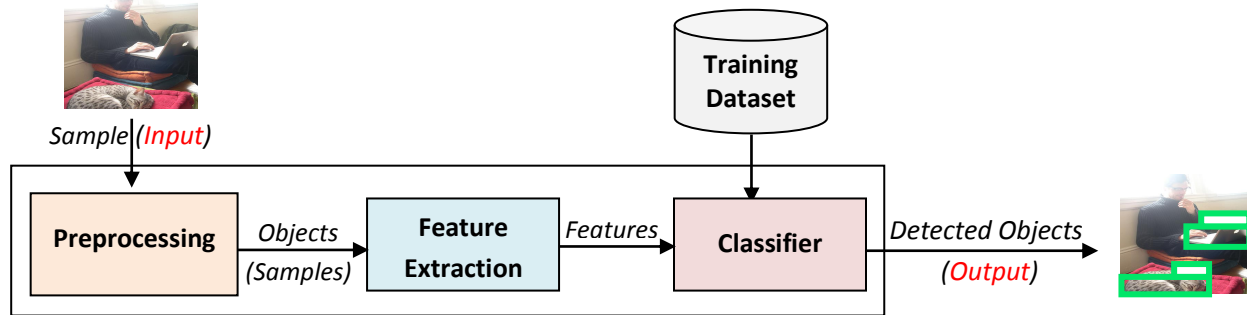 Training
Dataset
Sample (Input)
Preprocessing
Objects
(Samples)
Feature
Extraction
Features
Classifier
Detected Objects
(Output)